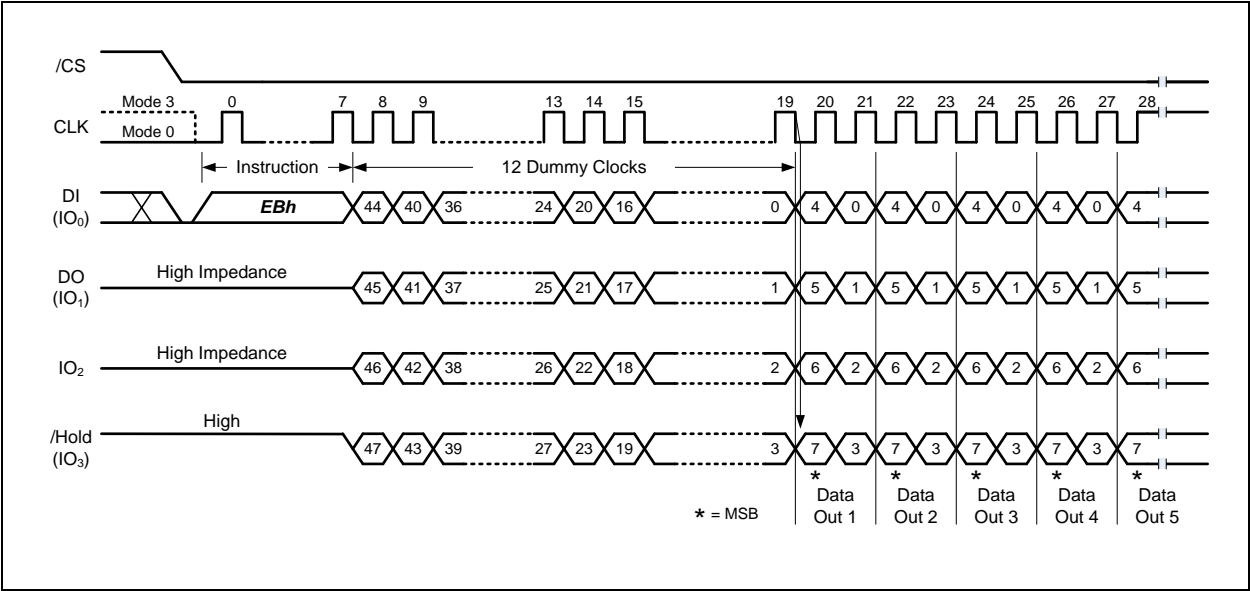 /CS
Mode 3 0 7 8 9 13 14 15 19 20 21 22 23 24 25 26 27 28
CLK
Mode 0
Instruction 12 Dummy Clocks
DI
(IO0) EBh 44 40 36 24 20 16 0 4 0 4 0 4 0 4 0 4
High Impedance
DO
(IO1) 45 41 37 25 21 17 1 5 1 5 1 5 1 5 1 5
High Impedance
IO2 46 42 38 26 22 18 2 6 2 6 2 6 2 6 2 6
High
/Hold
(IO3) 47 43 39 27 23 19 3 7 3 7 3 7 3 7 3 7
* * * * *
Data Data Data Data Data
* = MSB Out 1 Out 2 Out 3 Out 4 Out 5